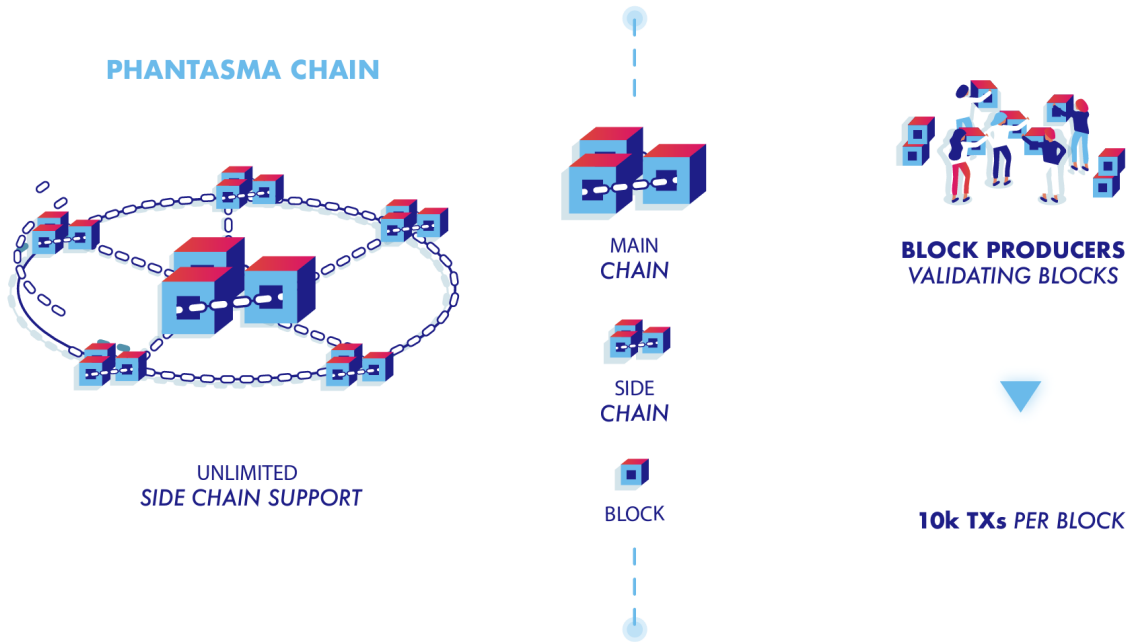 PHANTASMA CHAIN
UNLIMITED
SIDE CHAIN SUPPORT
MAIN
CHAIN
SIDE
CHAIN
BLOCK
BLOCK PRODUCERS
VALIDATING BLOCKS
10k TXs PER BLOCK